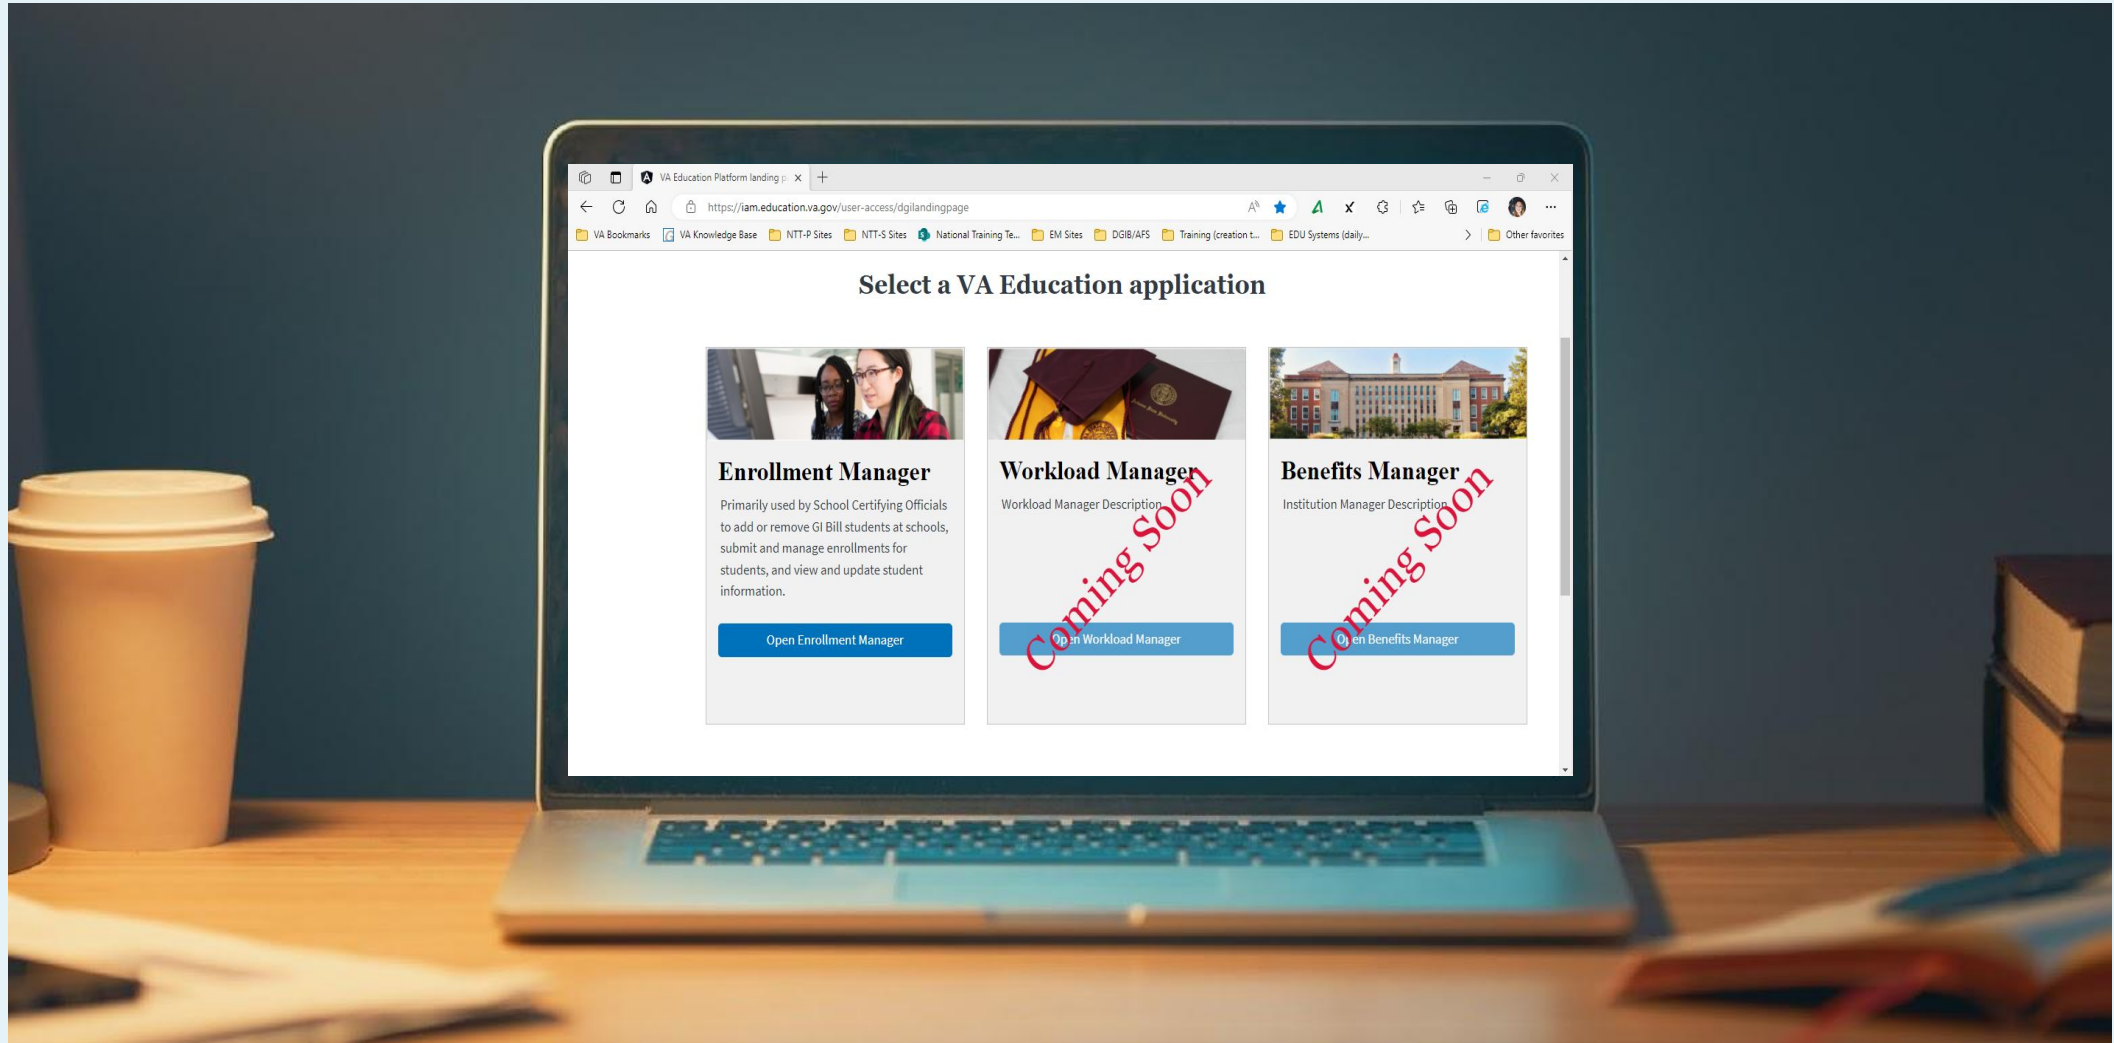 VA Education Platform landing p
https://iam.education.va.gov/user-access/dgilandingpage
VA Bookmarks VA Knowledge Base NTT-P Sites NTT-S Sites National Training Te... EM Sites DGIB/AFS Training (creation t... EDU Systems (daily... Other favorites
Select a VA Education application
Enrollment Manager
Primarily used by School Certifying Officials
to add or remove GI Bill students at schools,
submit and manage enrollments for
students, and view and update student
information.
Open Enrollment Manager
Workload Manager
Workload Manager Description
Coming Soon
Open Workload Manager
Benefits Manager
Institution Manager Description
Coming Soon
Open Benefits Manager